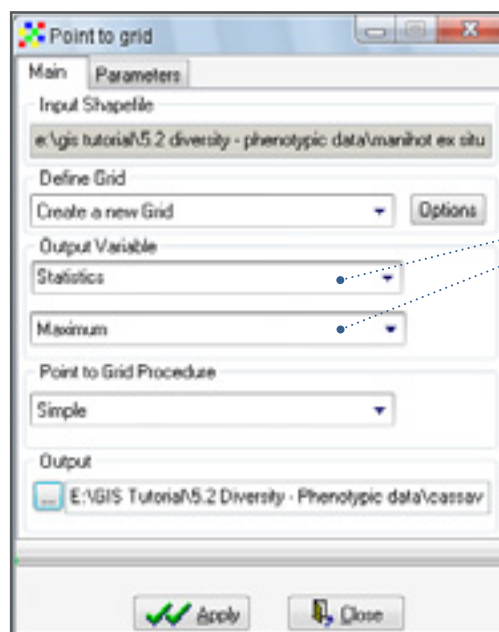 Point to grid
Main Parameters
Input Shapefile
e:\gis tutorial\5.2 diversity - phenotypic data\manihot ex situ
Define Grid
Create a new Grid Options
Output Variable
Statistics
Maximum
Point to Grid Procedure
Simple
Output
... E:\GIS Tutorial\5.2 Diversity - Phenotypic data\cassav
Apply Close